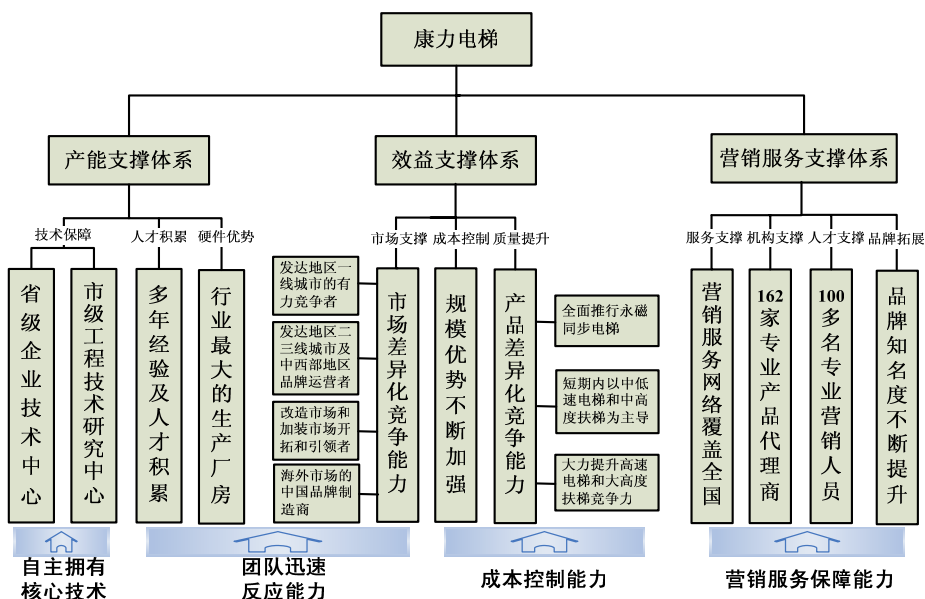 康力电梯
产能支撑体系
效益支撑体系
营销服务支撑体系
技术保障
人才积累
硬件优势
市场支撑
成本控制
质量提升
服务支撑
机构支撑
人才支撑
品牌拓展
省级企业技术中心
市级工程技术研究中心
多年经验及人才积累
行业最大的生产厂房
发达地区一
线城市的有
力竞争者
发达地区二
三线城市及
中西部地区
品牌运营者
改造市场和
加装市场开
拓和引领者
海外市场的
中国品牌制
造商
市场差异化竞争能力
规模优势不断加强
产品差异化竞争能力
全面推行永磁
同步电梯
短期内以中低
速电梯和中高
度扶梯为主导
大力提升高速
电梯和大高度
扶梯竞争力
营销服务网络覆盖全国
162家专业产品代理商
100多名专业营销人员
品牌知名度不断提升
自主拥有
核心技术
团队迅速
反应能力
成本控制能力
营销服务保障能力